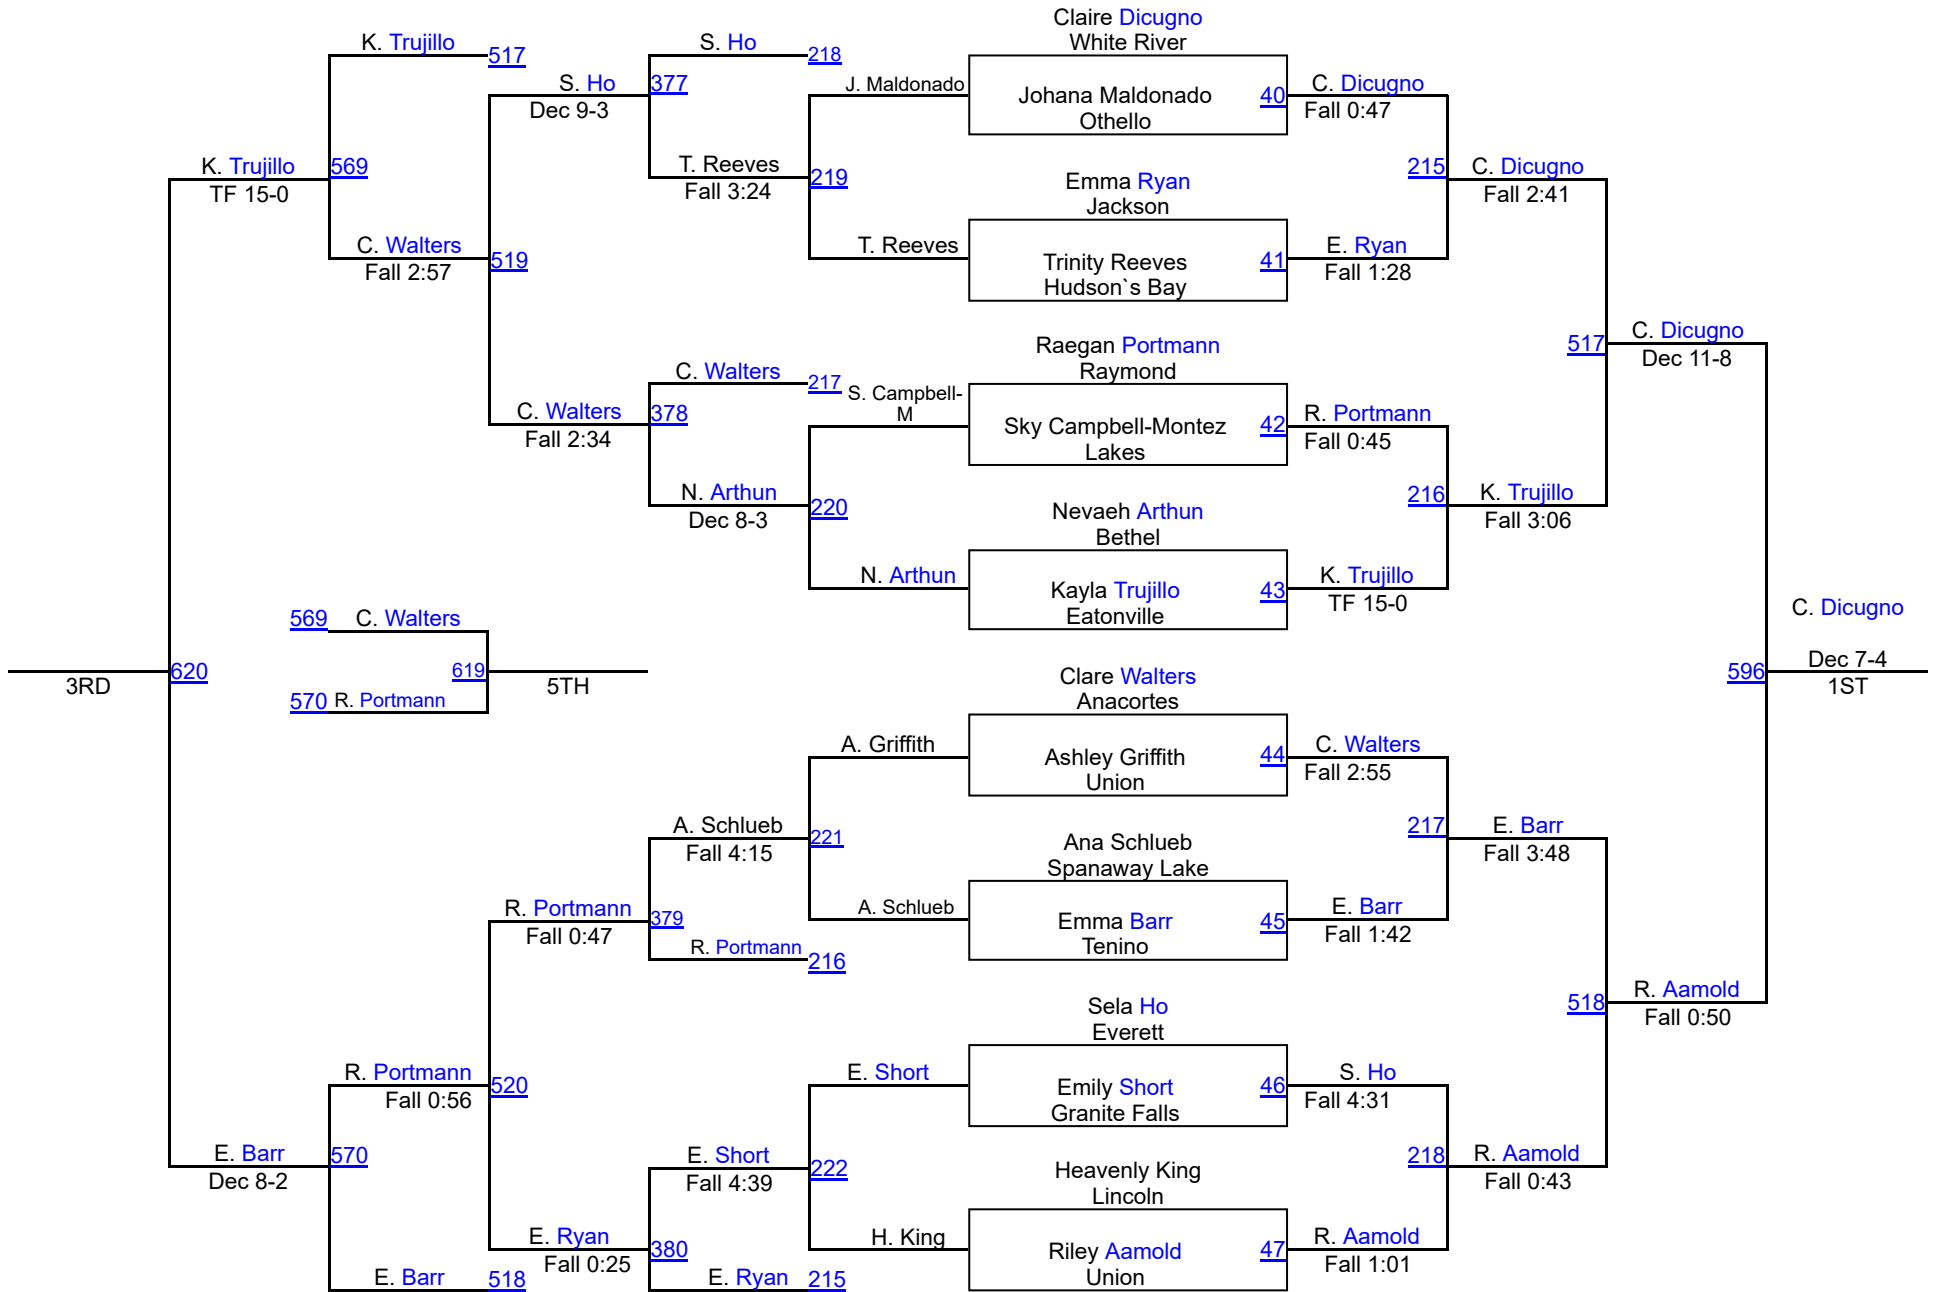 Claire Dicugno
White River
K. Trujillo 517
S. Ho 218
S. Ho 377
Dec 9-3
J. Maldonado
Johana Maldonado 40
Othello
C. Dicugno
Fall 0:47
K. Trujillo 569
TF 15-0
T. Reeves 219
Fall 3:24
Emma Ryan
Jackson
215 C. Dicugno
Fall 2:41
C. Walters 519
Fall 2:57
T. Reeves
Trinity Reeves 41
Hudson`s Bay
E. Ryan
Fall 1:28
Raegan Portmann
Raymond
517 C. Dicugno
Dec 11-8
C. Walters 217
S. Campbell-
M
C. Walters 378
Fall 2:34
Sky Campbell-Montez 42
Lakes
R. Portmann
Fall 0:45
N. Arthun 220
Dec 8-3
Nevaeh Arthun
Bethel
216 K. Trujillo
Fall 3:06
N. Arthun
Kayla Trujillo 43
Eatonville
K. Trujillo
TF 15-0
569 C. Walters
C. Dicugno
3RD
620
619
5TH
570 R. Portmann
Clare Walters
Anacortes
596 Dec 7-4
1ST
A. Griffith
Ashley Griffith 44
Union
C. Walters
Fall 2:55
A. Schlueb 221
Fall 4:15
Ana Schlueb
Spanaway Lake
217 E. Barr
Fall 3:48
R. Portmann 379
Fall 0:47
A. Schlueb
Emma Barr 45
Tenino
E. Barr
Fall 1:42
R. Portmann 216
Sela Ho
Everett
518 R. Aamold
Fall 0:50
R. Portmann 520
Fall 0:56
E. Short
Emily Short 46
Granite Falls
S. Ho
Fall 4:31
E. Barr 570
Dec 8-2
E. Short 222
Fall 4:39
Heavenly King
Lincoln
218 R. Aamold
Fall 0:43
E. Ryan 380
Fall 0:25
H. King
Riley Aamold 47
Union
R. Aamold
Fall 1:01
E. Barr 518
E. Ryan 215